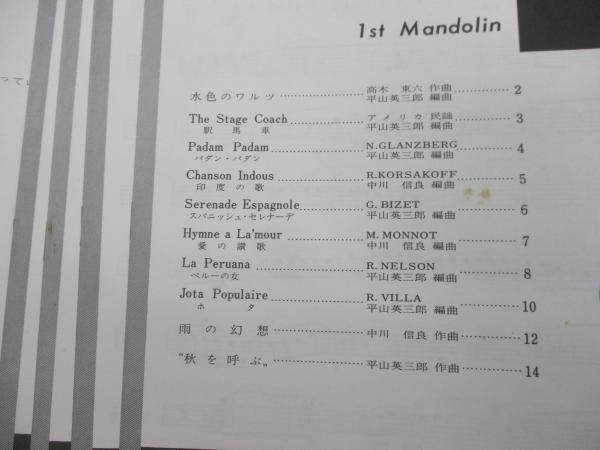 1st Mandolin
って い
水色のワルツ 高木 東六 作曲 2
平山英三郎 編曲
The Stage Coach アメリカ 民謡 3
駅馬車 平山英三郎 編曲
Padam Padam N.GLANZBERG 4
パダン・パダン 平山英三郎 編曲
Chanson Indous R.KORSAKOFF 5
印度の歌 中川 信良 編曲
Serenade Espagnole G. BIZET 6
スパニッシュ・セレナーデ 平山英三郎 編曲
Hymne a La'mour M. MONNOT 7
愛の讃歌 中川 信良 編曲
La Peruana R. NELSON 8
ペルーの女 平山英三郎 編曲
Jota Populaire R. VILLA 10
ホタ 平山英三郎 編曲
雨の幻想 中川 信良 作曲 12
"秋を呼ぶ„ 平山英三郎 作曲 14